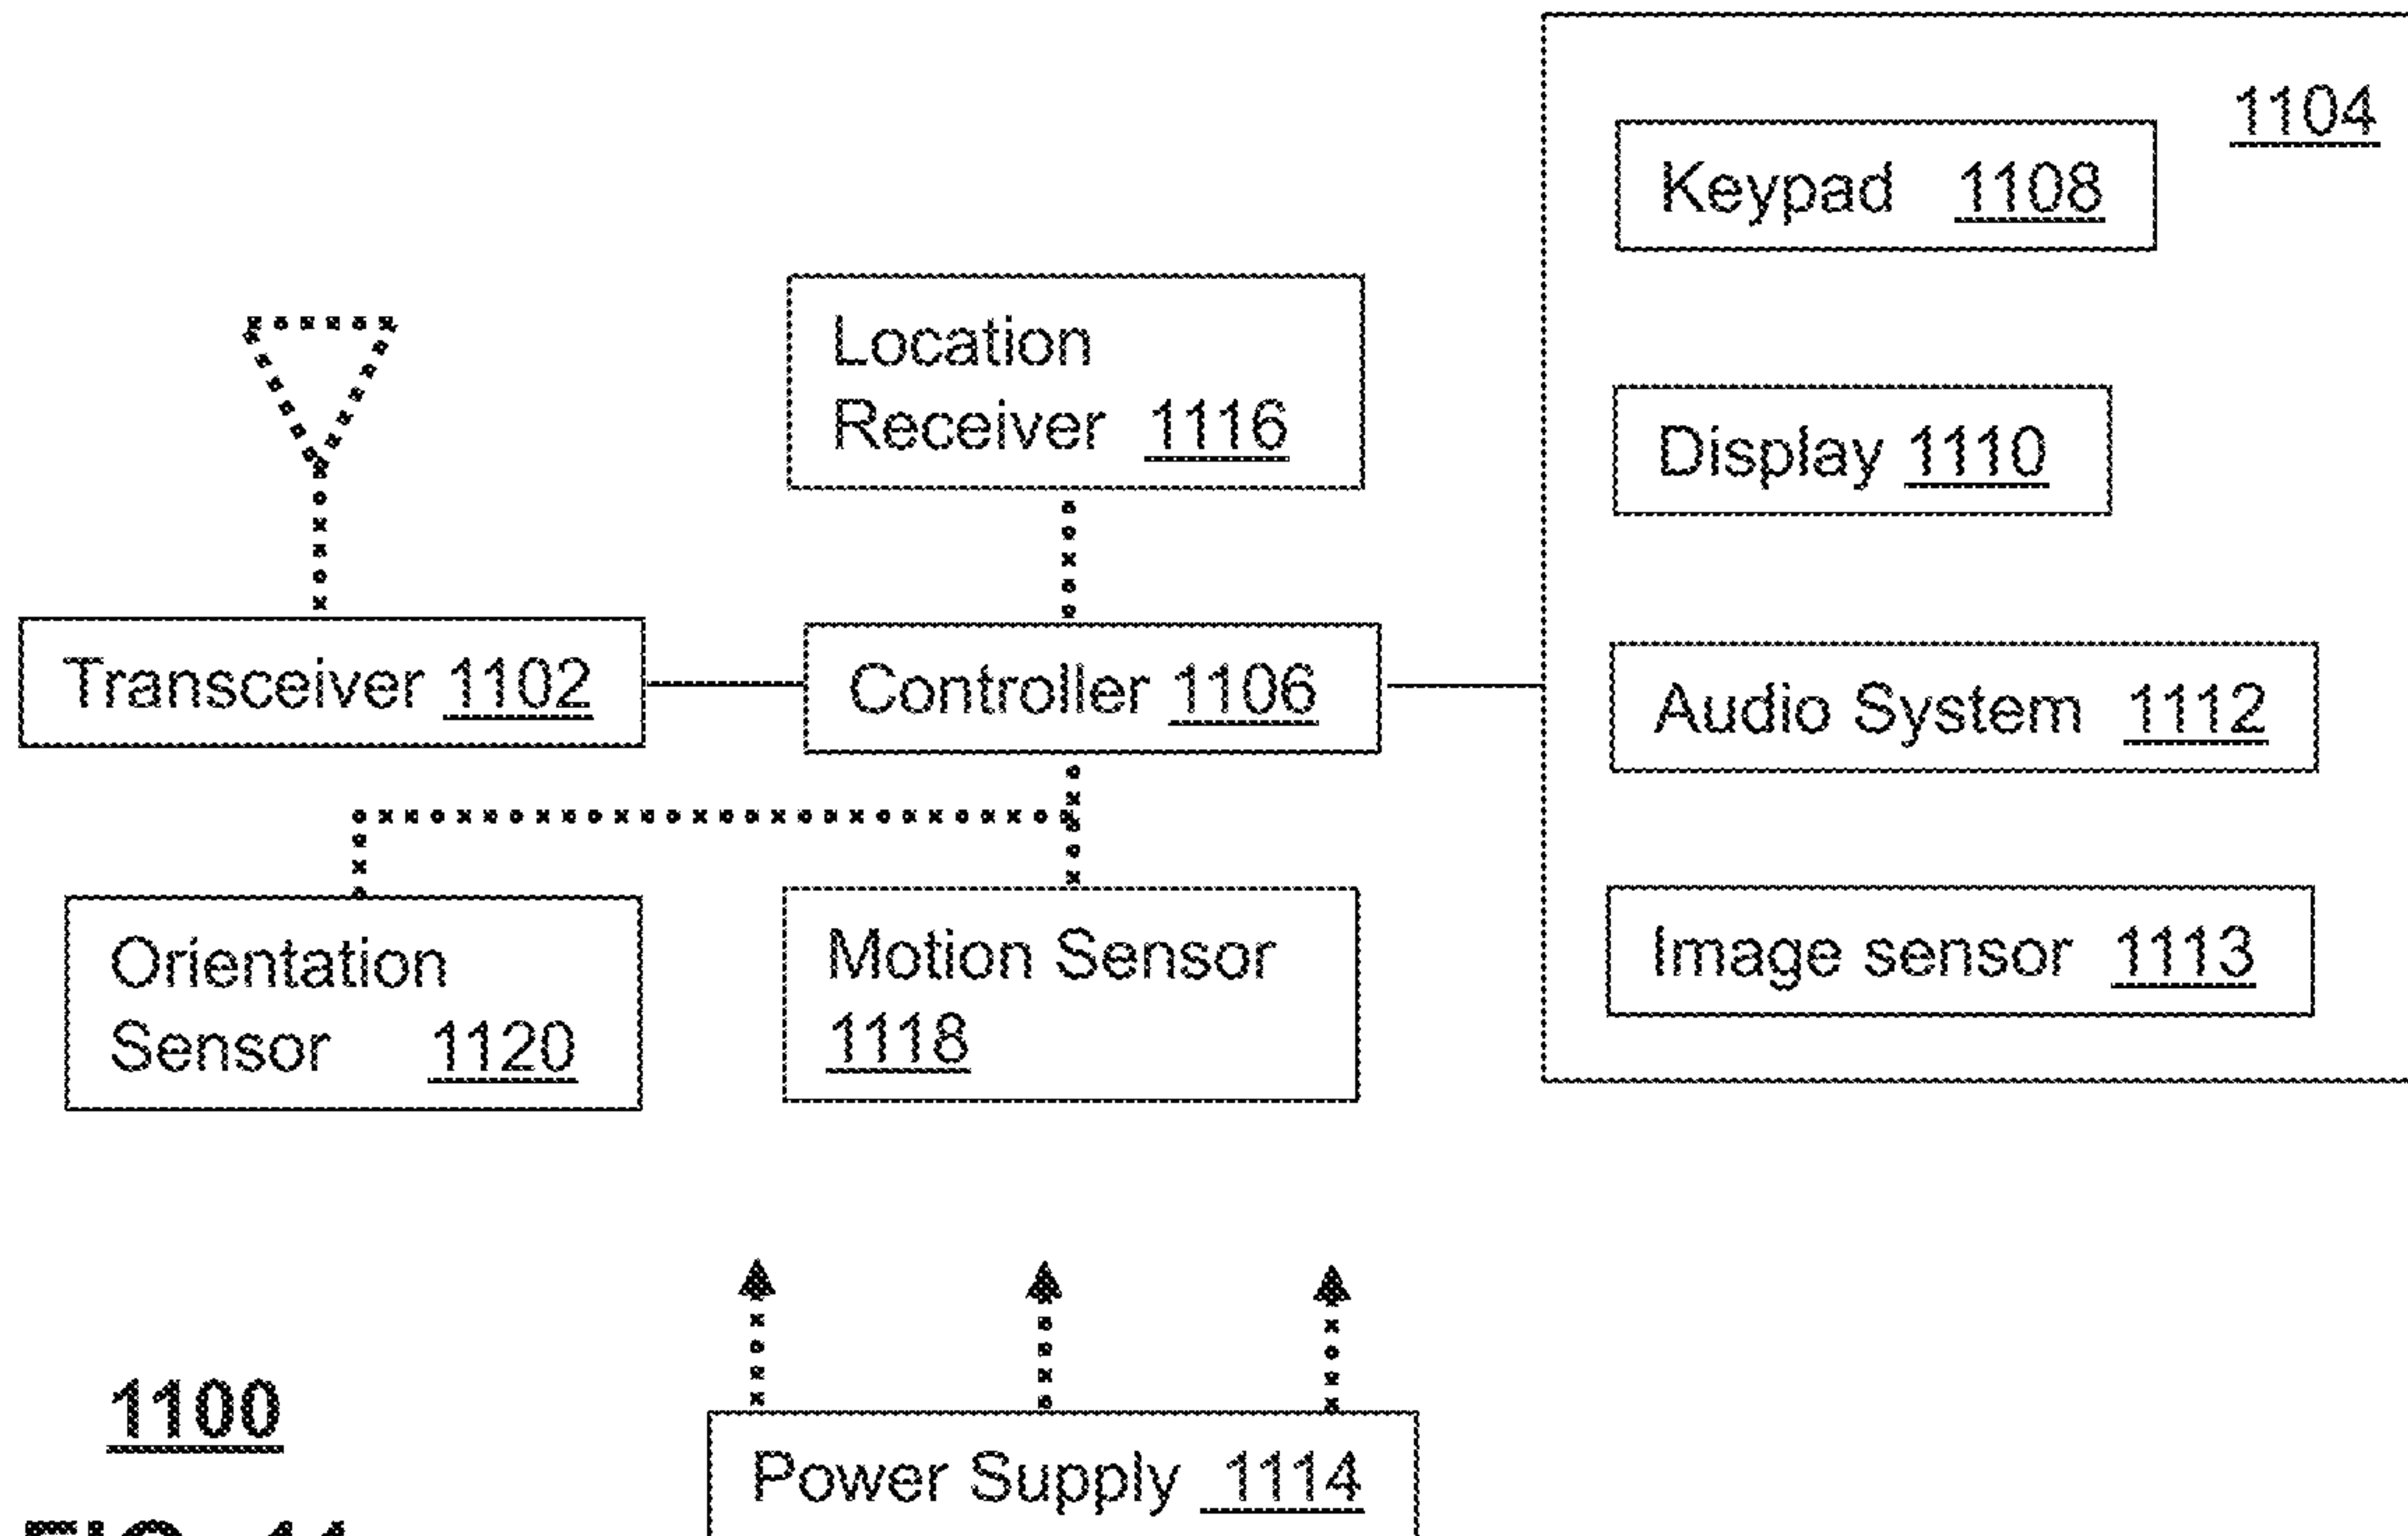 1104
Keypad 1108
Location
Receiver 1116
Display 1110
Transceiver 1102
Controller 1106
Audio System 1112
Orientation
Sensor 1120
Motion Sensor
1118
Image sensor 1113
1100
Power Supply 1114